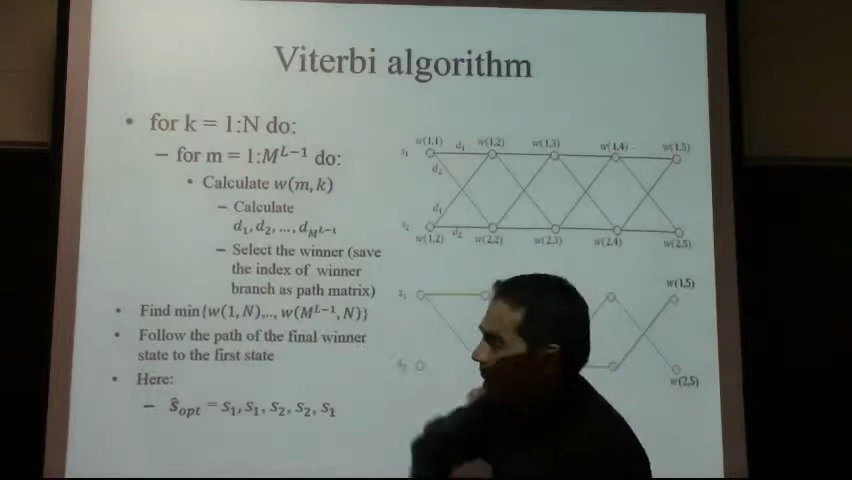 Viterbi algorithm
• for k = 1:N do:
– for m = 1:M^{L-1} do:
• Calculate w(m, k)
– Calculate
d₁, d₂, ..., d_{M^{L-1}}
– Select the winner (save
the index of winner
branch as path matrix)
• Find min{w(1, N),.., w(M^{L-1}, N)}
• Follow the path of the final winner
state to the first state
• Here:
– ŝ_{opt} = s₁, s₁, s₂, s₂, s₁
w(1,1) d₁ w(1,2) w(1,3) w(1,4) w(1,5)
s₁
d₂
d₁
s₂
w(1,2) d₂ w(2,2) w(2,3) w(2,4) w(2,5)
w(1,5)
s₁
s₂
w(2,5)